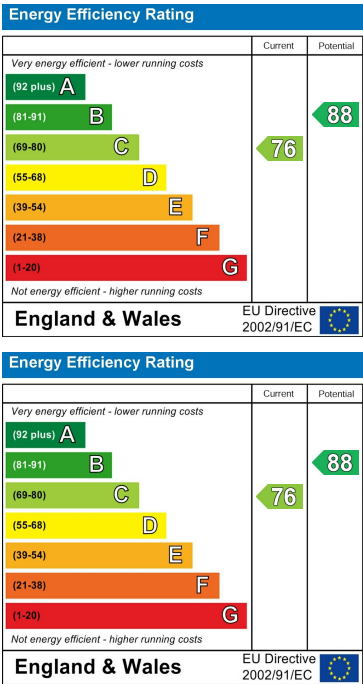 Energy Efficiency Rating
Current Potential
Very energy efficient - lower running costs
(92 plus) A
(81-91) B 88
(69-80) C 76
(55-68) D
(39-54) E
(21-38) F
(1-20) G
Not energy efficient - higher running costs
England & Wales EU Directive
2002/91/EC
Energy Efficiency Rating
Current Potential
Very energy efficient - lower running costs
(92 plus) A
(81-91) B 88
(69-80) C 76
(55-68) D
(39-54) E
(21-38) F
(1-20) G
Not energy efficient - higher running costs
England & Wales EU Directive
2002/91/EC